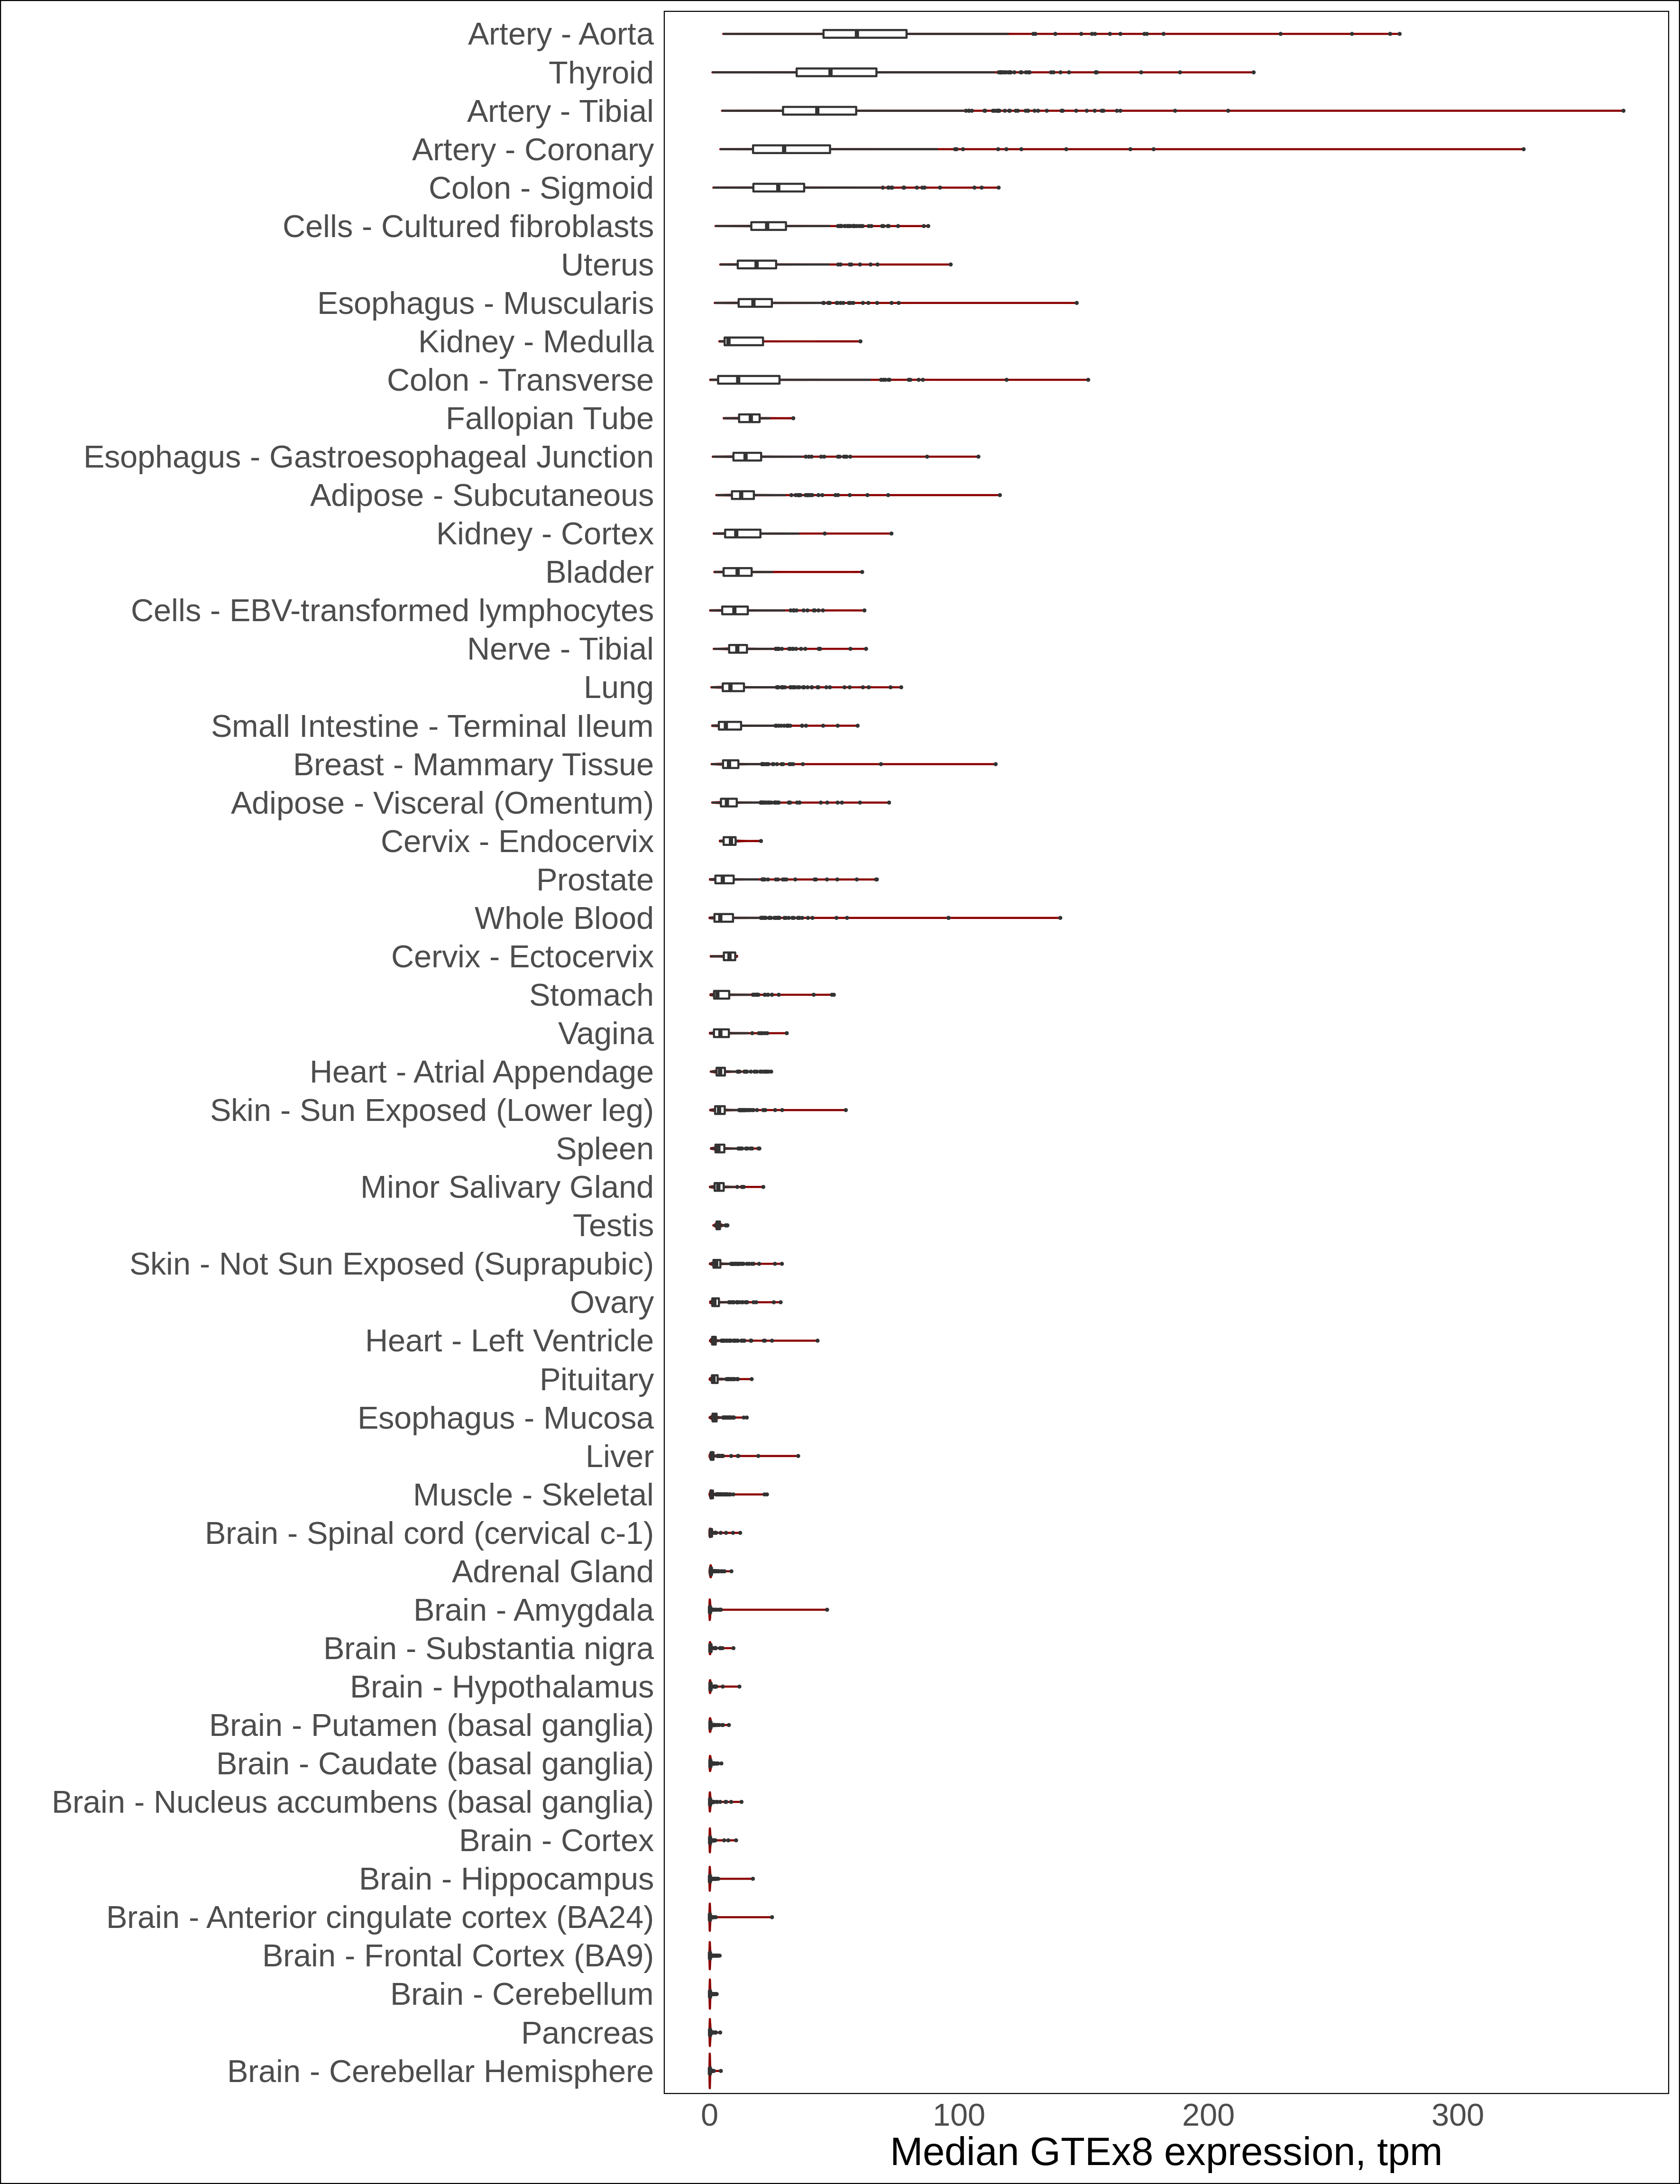 Artery - Aorta
Thyroid
Artery - Tibial
Artery - Coronary
Colon - Sigmoid
Cells - Cultured fibroblasts
Uterus
Esophagus - Muscularis
Kidney - Medulla
Colon - Transverse
Fallopian Tube
Esophagus - Gastroesophageal Junction
Adipose - Subcutaneous
Kidney - Cortex
Bladder
Cells - EBV-transformed lymphocytes
Nerve - Tibial
Lung
Small Intestine - Terminal Ileum
Breast - Mammary Tissue
Adipose - Visceral (Omentum)
Cervix - Endocervix
Prostate
Whole Blood
Cervix - Ectocervix
Stomach
Vagina
Heart - Atrial Appendage
Skin - Sun Exposed (Lower leg)
Spleen
Minor Salivary Gland
Testis
Skin - Not Sun Exposed (Suprapubic)
Ovary
Heart - Left Ventricle
Pituitary
Esophagus - Mucosa
Liver
Muscle - Skeletal
Brain - Spinal cord (cervical c-1)
Adrenal Gland
Brain - Amygdala
Brain - Substantia nigra
Brain - Hypothalamus
Brain - Putamen (basal ganglia)
Brain - Caudate (basal ganglia)
Brain - Nucleus accumbens (basal ganglia)
Brain - Cortex
Brain - Hippocampus
Brain - Anterior cingulate cortex (BA24)
Brain - Frontal Cortex (BA9)
Brain - Cerebellum
Pancreas
Brain - Cerebellar Hemisphere
0 100 200 300
Median GTEx8 expression, tpm